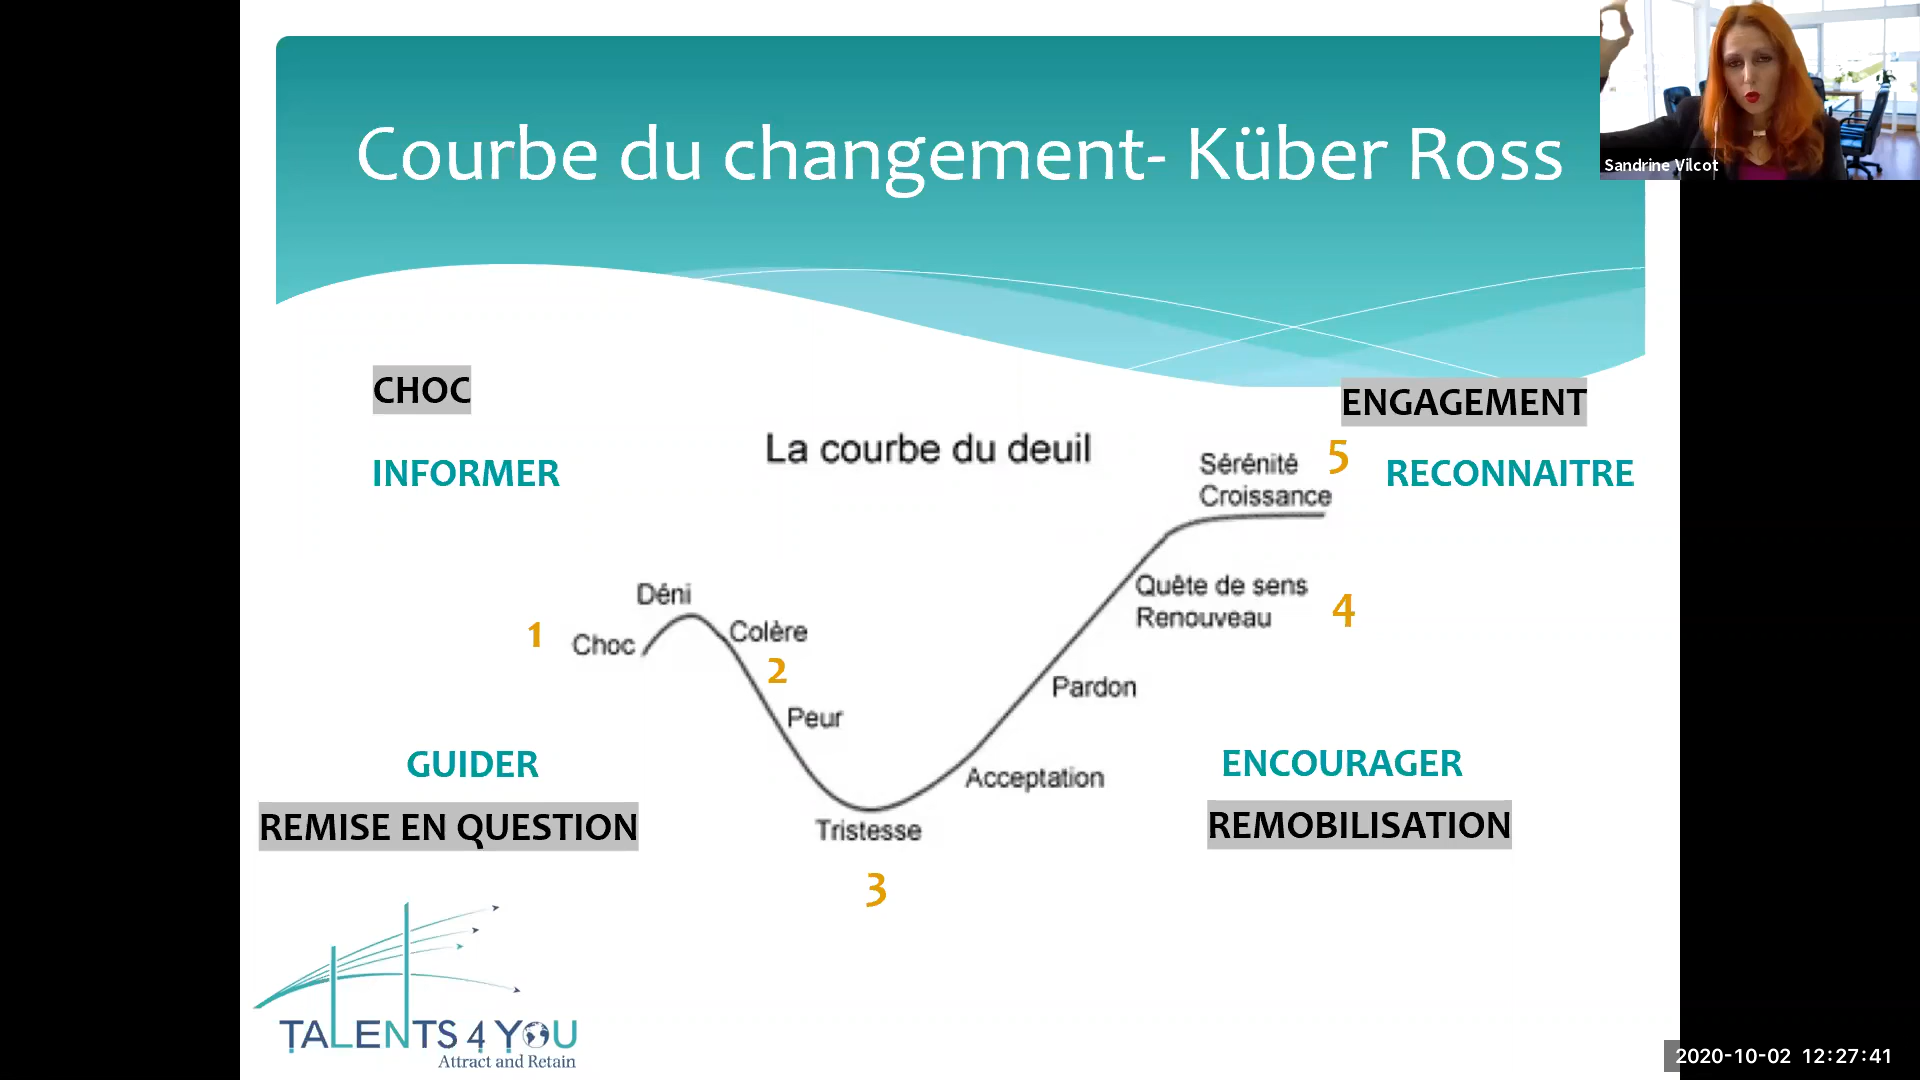 Courbe du changement- Küber Ross
Sandrine Vilcot
CHOC
ENGAGEMENT
La courbe du deuil
INFORMER
Sérénité
Croissance
5
RECONNAITRE
Déni
Choc
1
Colère
2
Quête de sens
Renouveau
4
Peur
Pardon
GUIDER
Acceptation
ENCOURAGER
REMISE EN QUESTION
Tristesse
REMOBILISATION
3
TALENTS 4 YOU
Attract and Retain
2020-10-02 12:27:41